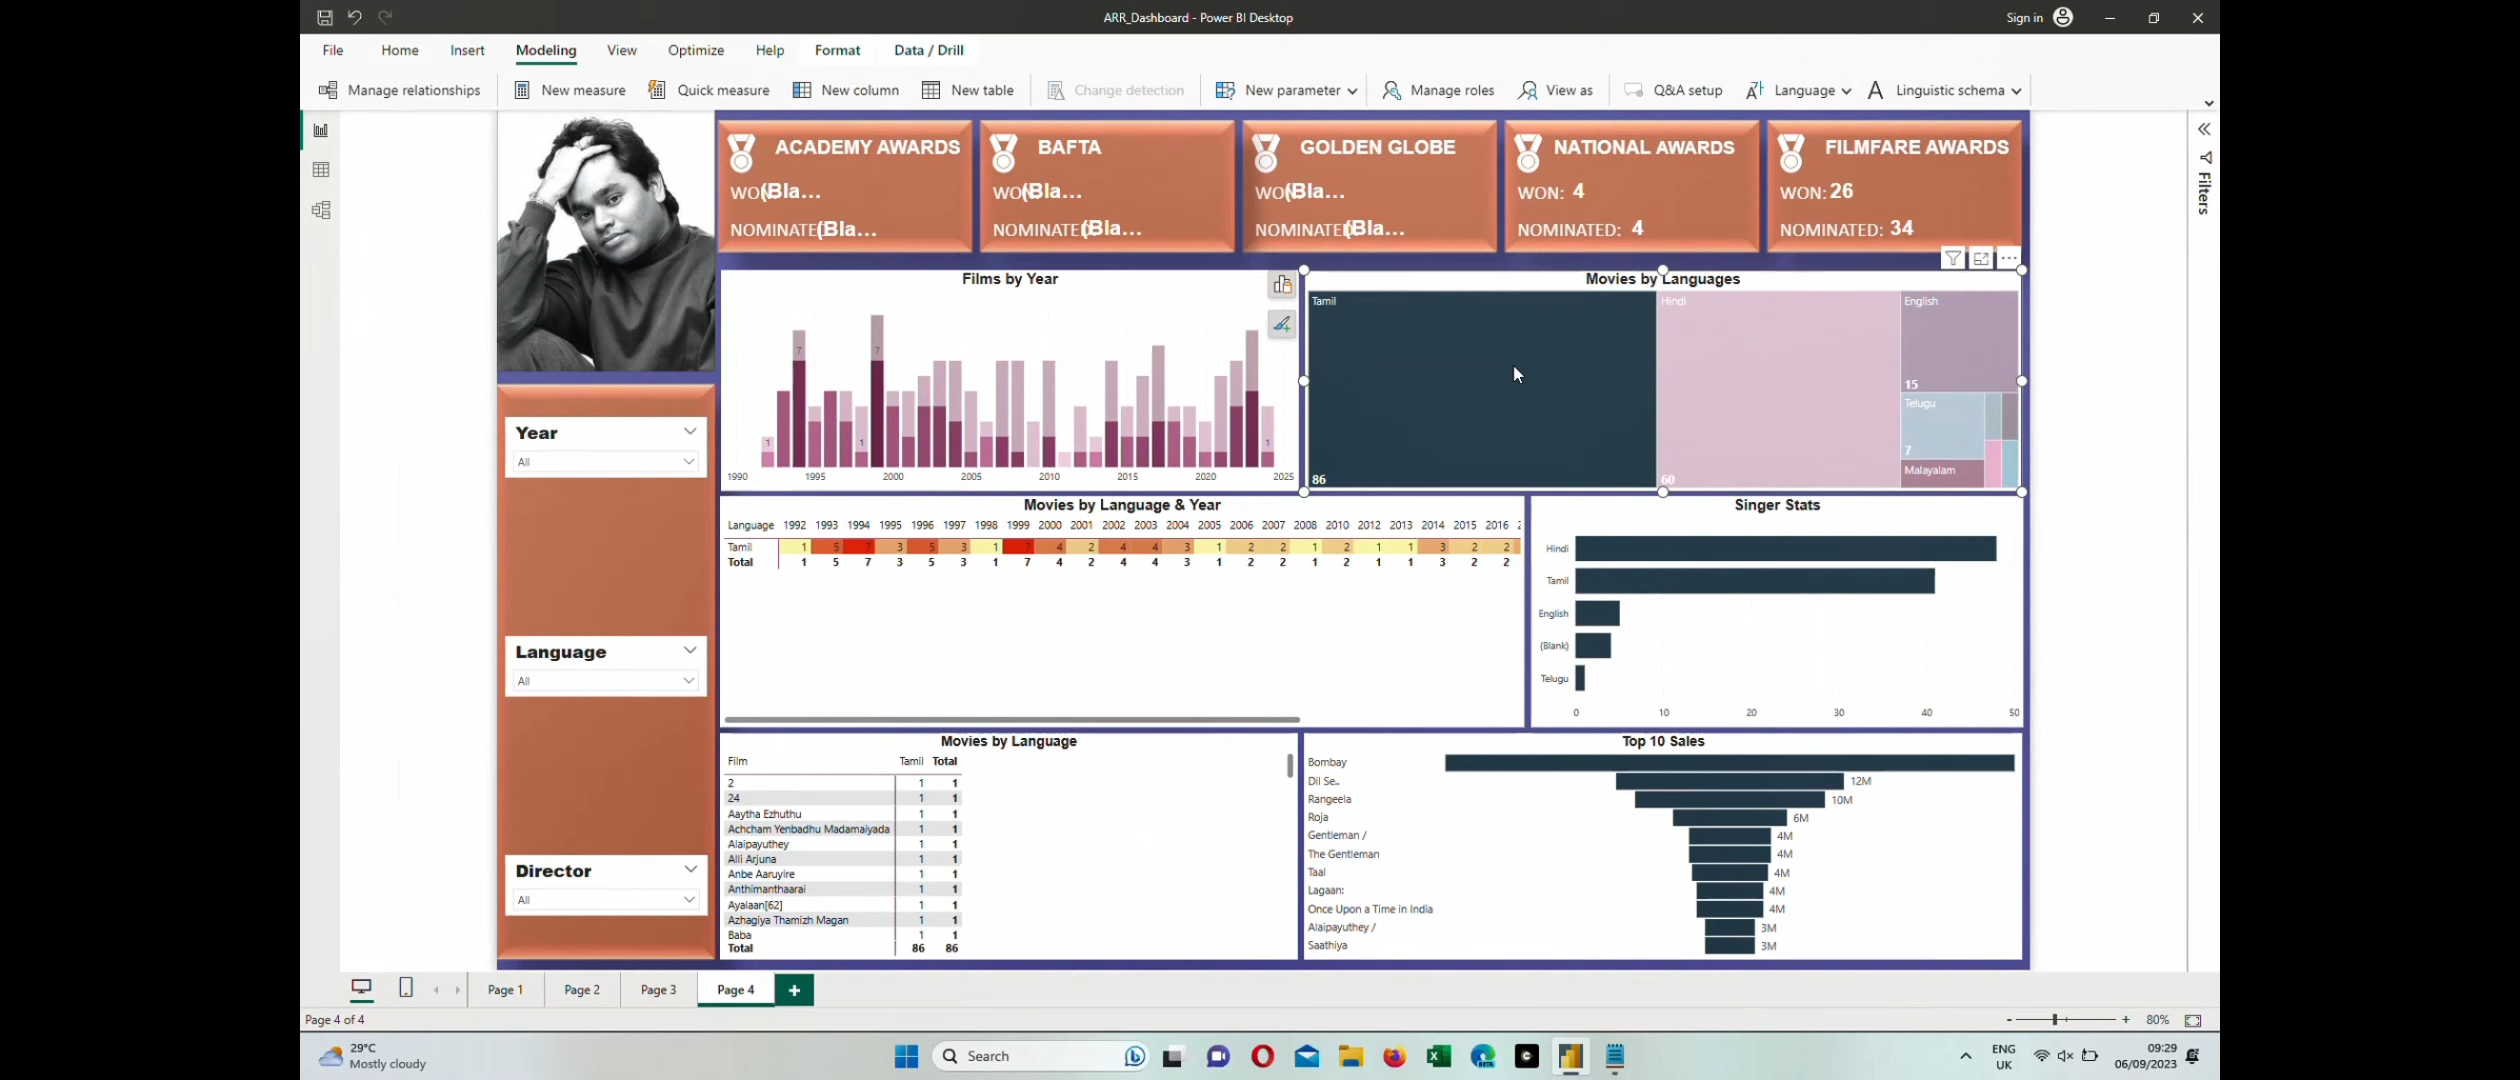 ARR_Dashboard - Power BI Desktop
Sign in
File Home Insert Modeling View Optimize Help Format Data / Drill
Manage relationships New measure Quick measure New column New table Change detection New parameter Manage roles View as Q&A setup Language Linguistic schema
ACADEMY AWARDS
(Bla...
(Bla...
BAFTA
(Bla...
(Bla...
GOLDEN GLOBE
(Bla...
(Bla...
NATIONAL AWARDS
WON: 4
NOMINATED: 4
FILMFARE AWARDS
WON: 26
NOMINATED: 34
Filters
Year
All
Language
All
Director
All
Films by Year
7 7
1 1 1
1990 1995 2000 2005 2010 2015 2020 2025
Movies by Languages
Tamil Hindi English
15
Telugu
7
Malayalam
86 60
Movies by Language & Year
Language 1992 1993 1994 1995 1996 1997 1998 1999 2000 2001 2002 2003 2004 2005 2006 2007 2008 2010 2012 2013 2014 2015 2016
Tamil 1 5 7 3 5 3 1 7 4 2 4 4 3 1 2 2 1 2 1 1 3 2 2
Total 1 5 7 3 5 3 1 7 4 2 4 4 3 1 2 2 1 2 1 1 3 2 2
Singer Stats
Hindi
Tamil
English
(Blank)
Telugu
0 10 20 30 40 50
Movies by Language
Film Tamil Total
2 1 1
24 1 1
Aaytha Ezhuthu 1 1
Achcham Yenbadhu Madamaiyada 1 1
Alaipayuthey 1 1
Alli Arjuna 1 1
Anbe Aaruyire 1 1
Anthimanthaarai 1 1
Ayalaan[62] 1 1
Azhagiya Thamizh Magan 1 1
Baba 1 1
Total 86 86
Top 10 Sales
Bombay
Dil Se.. 12M
Rangeela 10M
Roja 6M
Gentleman / 4M
The Gentleman 4M
Taal 4M
Lagaan: 4M
Once Upon a Time in India 4M
Alaipayuthey / 3M
Saathiya 3M
Page 1 Page 2 Page 3 Page 4 +
Page 4 of 4
- + 80%
29°C
Mostly cloudy
Search
ENG
UK
09:29
06/09/2023